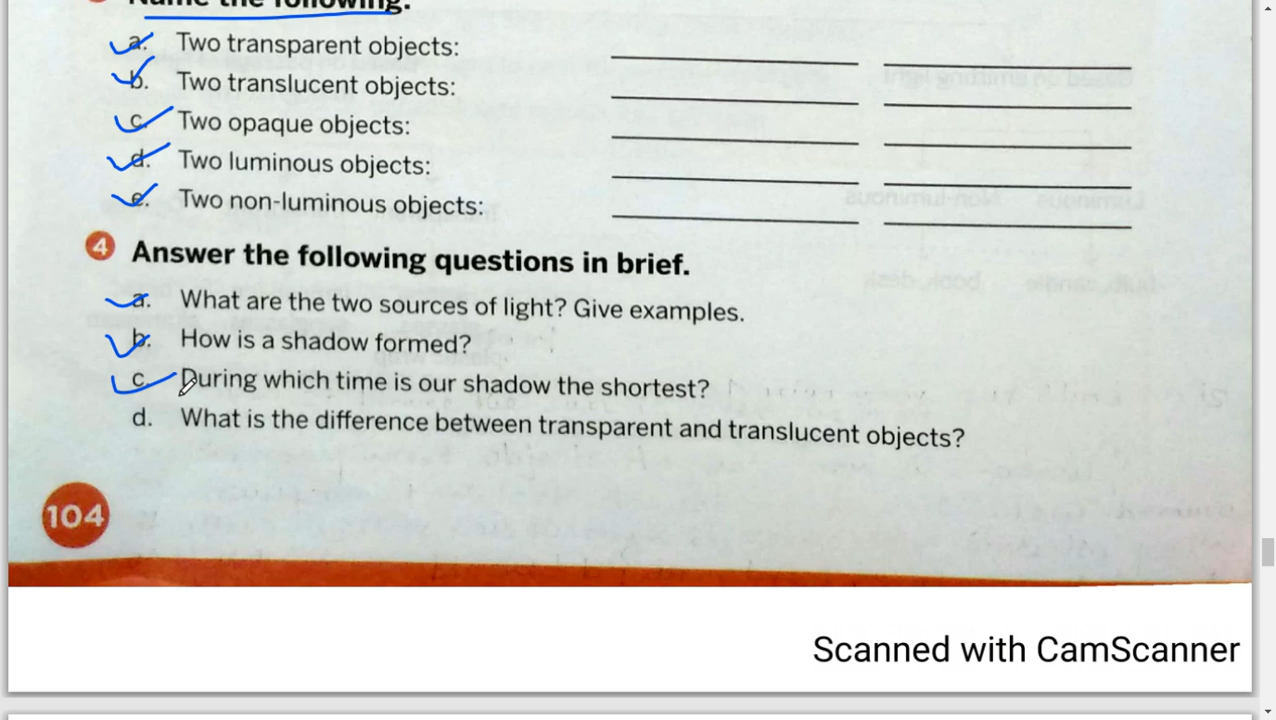 Name the following:
a. Two transparent objects:
b. Two translucent objects:
c. Two opaque objects:
d. Two luminous objects:
e. Two non-luminous objects:
4 Answer the following questions in brief.
a. What are the two sources of light? Give examples.
b. How is a shadow formed?
c. During which time is our shadow the shortest?
d. What is the difference between transparent and translucent objects?
104
Scanned with CamScanner